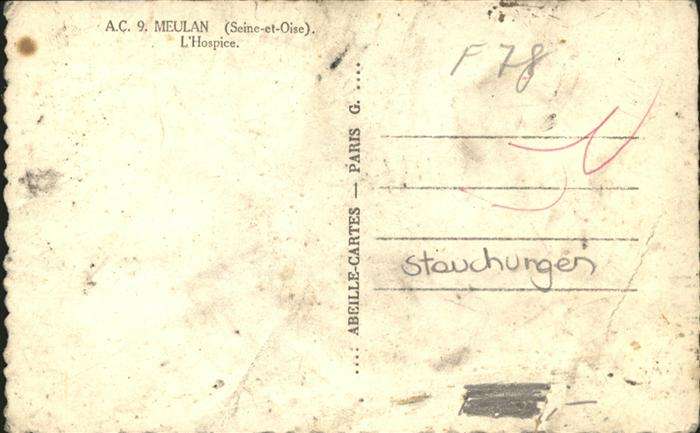 A.C. 9. MEULAN (Seine-et-Oise).
L'Hospice.
F 78
....: ABEILLE-CARTES — PARIS G. ....
Stauchungen